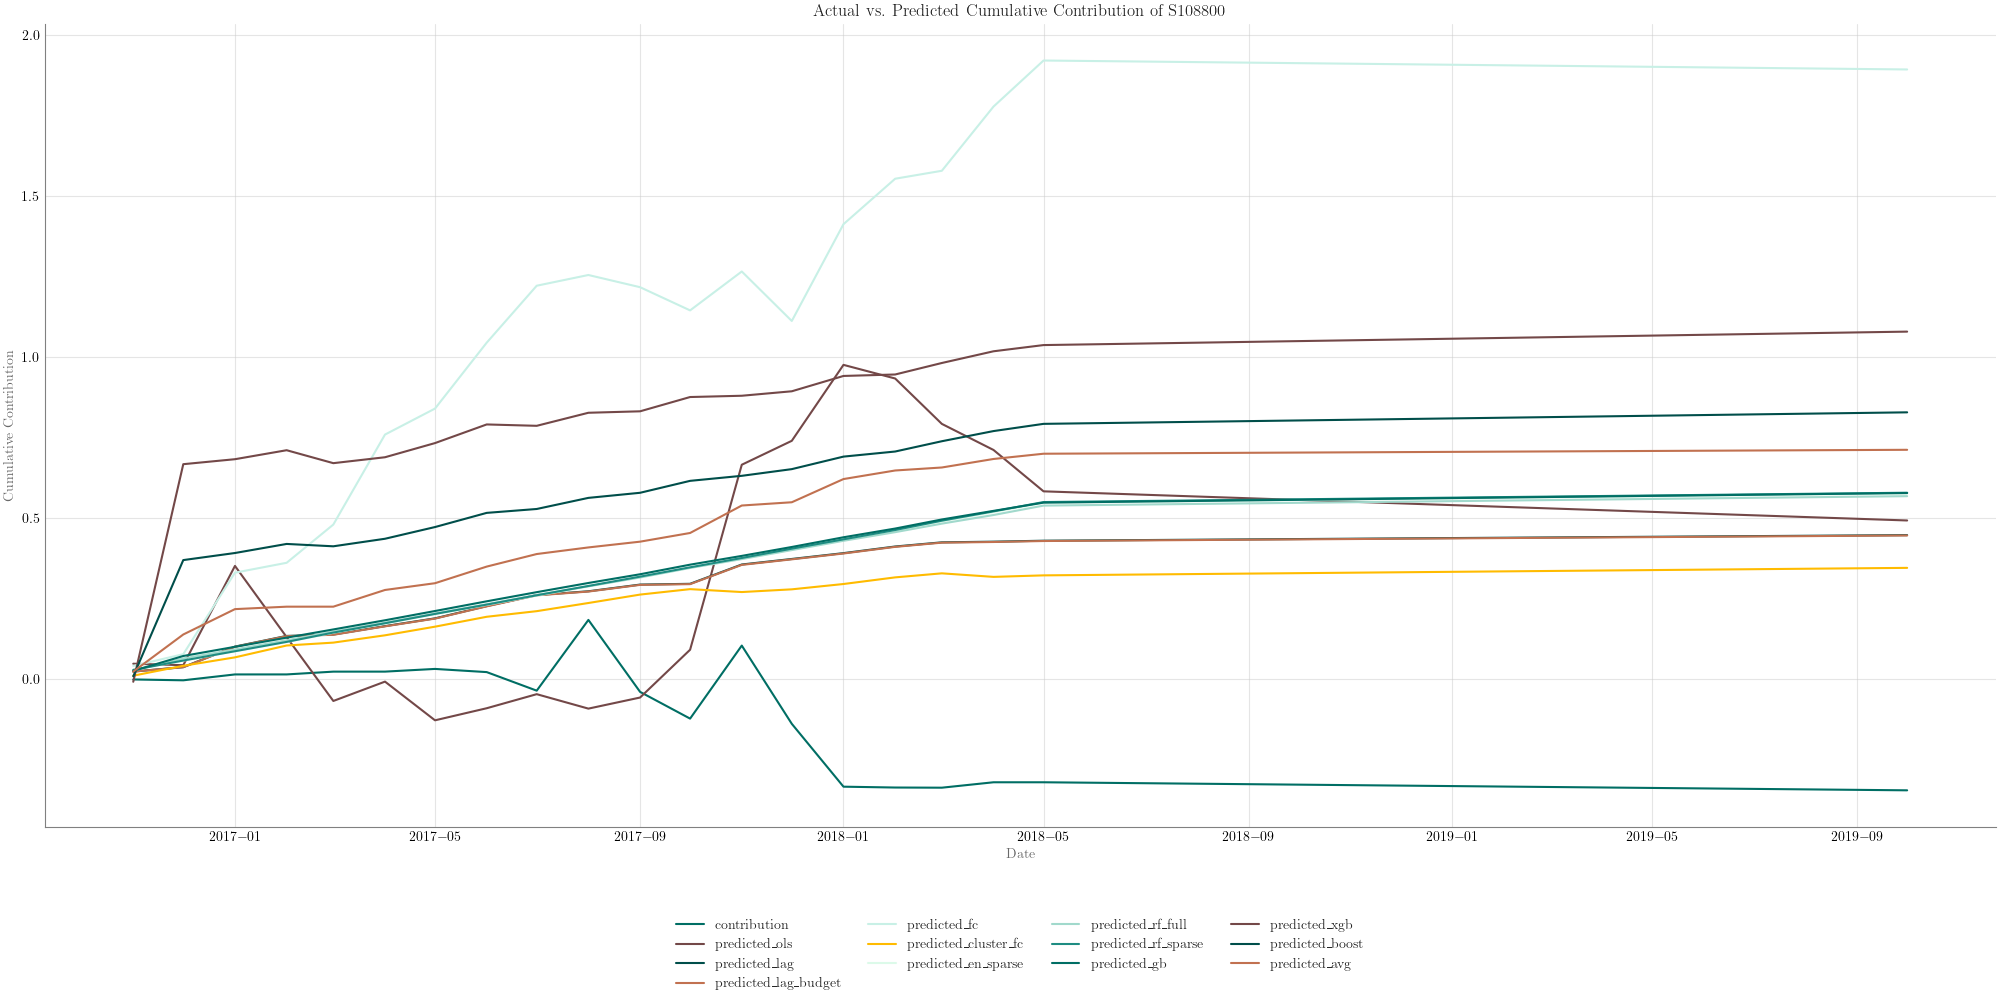 Actual vs. Predicted Cumulative Contribution of S108800
2.0
1.5
1.0
0.5
0.0
Cumulative Contribution
2017−01 2017−05 2017−09 2018−01 2018−05 2018−09 2019−01 2019−05 2019−09
Date
contribution predicted_fc predicted_rf_full predicted_xgb
predicted_ols predicted_cluster_fc predicted_rf_sparse predicted_boost
predicted_lag predicted_en_sparse predicted_gb predicted_avg
predicted_lag_budget